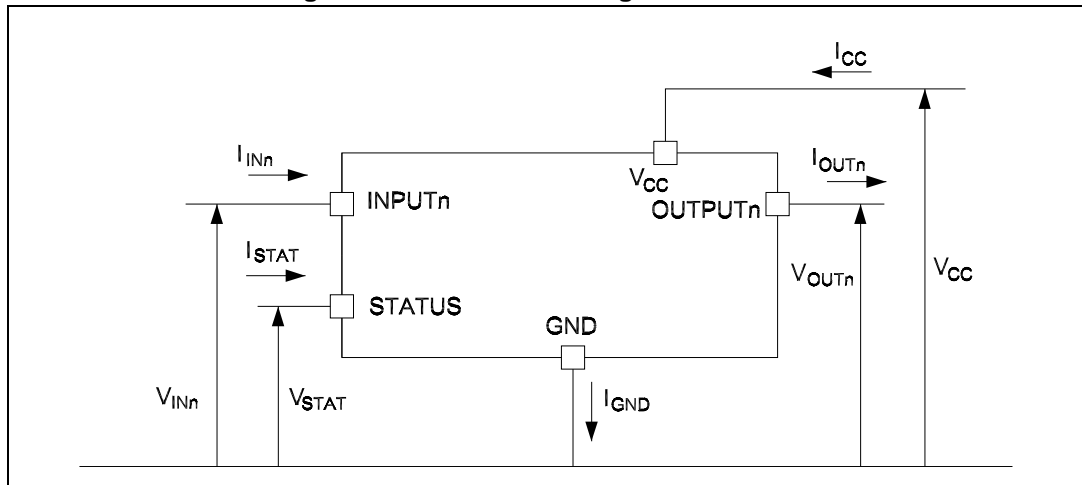 I_CC
I_INn
V_CC
I_OUTn
INPUTn
OUTPUTn
I_STAT
V_OUTn
V_CC
STATUS
GND
V_INn
V_STAT
I_GND